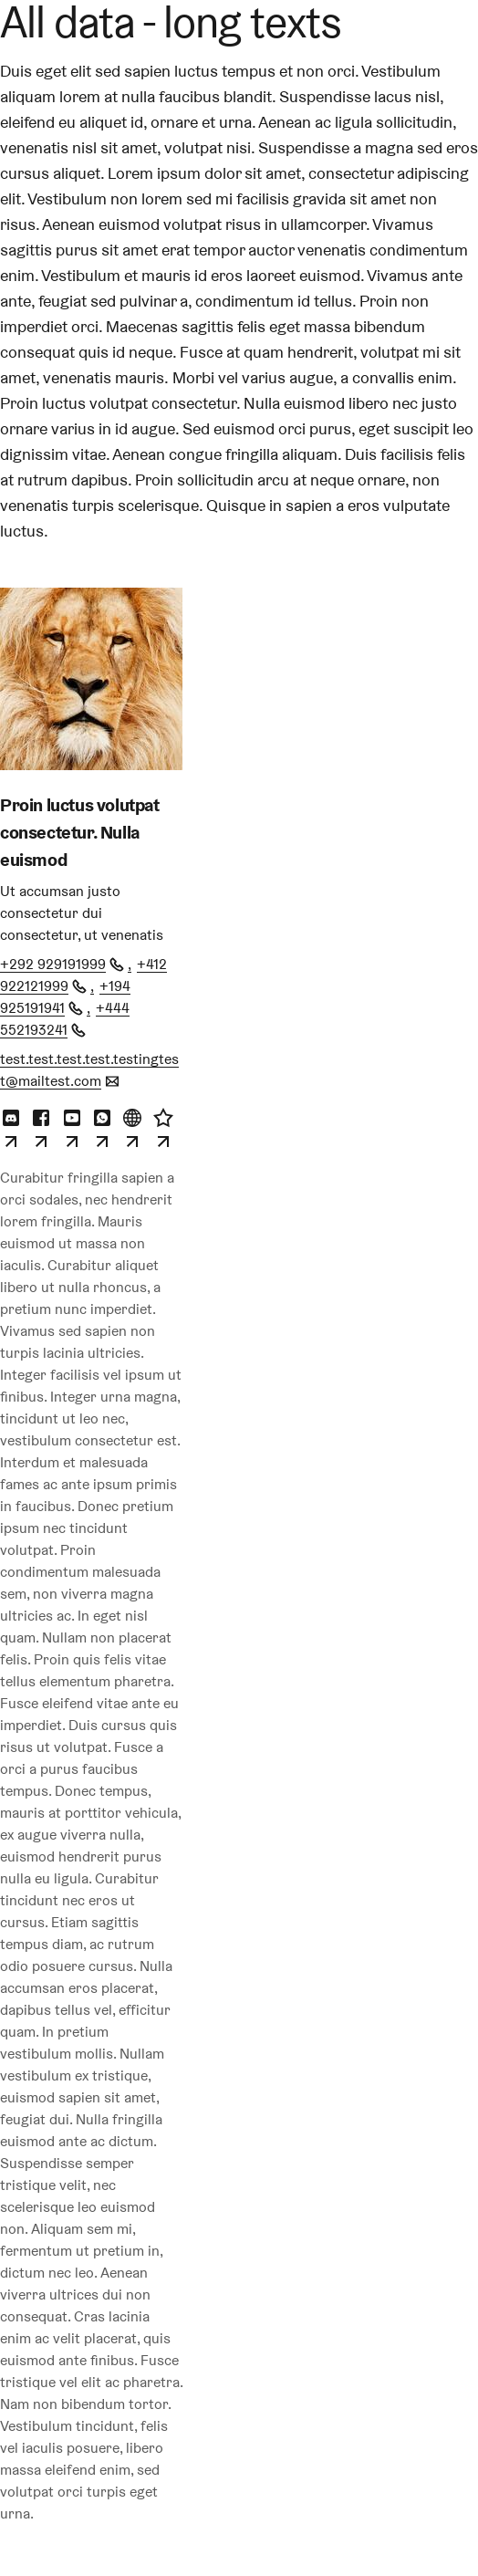 All data - long texts
Duis eget elit sed sapien luctus tempus et non orci. Vestibulum
aliquam lorem at nulla faucibus blandit. Suspendisse lacus nisl,
eleifend eu aliquet id, ornare et urna. Aenean ac ligula sollicitudin,
venenatis nisl sit amet, volutpat nisi. Suspendisse a magna sed eros
cursus aliquet. Lorem ipsum dolor sit amet, consectetur adipiscing
elit. Vestibulum non lorem sed mi facilisis gravida sit amet non
risus. Aenean euismod volutpat risus in ullamcorper. Vivamus
sagittis purus sit amet erat tempor auctor venenatis condimentum
enim. Vestibulum et mauris id eros laoreet euismod. Vivamus ante
ante, feugiat sed pulvinar a, condimentum id tellus. Proin non
imperdiet orci. Maecenas sagittis felis eget massa bibendum
consequat quis id neque. Fusce at quam hendrerit, volutpat mi sit
amet, venenatis mauris. Morbi vel varius augue, a convallis enim.
Proin luctus volutpat consectetur. Nulla euismod libero nec justo
ornare varius in id augue. Sed euismod orci purus, eget suscipit leo
dignissim vitae. Aenean congue fringilla aliquam. Duis facilisis felis
at rutrum dapibus. Proin sollicitudin arcu at neque ornare, non
venenatis turpis scelerisque. Quisque in sapien a eros vulputate
luctus.
Proin luctus volutpat
consectetur. Nulla
euismod
Ut accumsan justo
consectetur dui
consectetur, ut venenatis
+292 929191999 , +412
922121999 , +194
925191941 , +444
552193241
test.test.test.test.testingtes
t@mailtest.com
Curabitur fringilla sapien a
orci sodales, nec hendrerit
lorem fringilla. Mauris
euismod ut massa non
iaculis. Curabitur aliquet
libero ut nulla rhoncus, a
pretium nunc imperdiet.
Vivamus sed sapien non
turpis lacinia ultricies.
Integer facilisis vel ipsum ut
finibus. Integer urna magna,
tincidunt ut leo nec,
vestibulum consectetur est.
Interdum et malesuada
fames ac ante ipsum primis
in faucibus. Donec pretium
ipsum nec tincidunt
volutpat. Proin
condimentum malesuada
sem, non viverra magna
ultricies ac. In eget nisl
quam. Nullam non placerat
felis. Proin quis felis vitae
tellus elementum pharetra.
Fusce eleifend vitae ante eu
imperdiet. Duis cursus quis
risus ut volutpat. Fusce a
orci a purus faucibus
tempus. Donec tempus,
mauris at porttitor vehicula,
ex augue viverra nulla,
euismod hendrerit purus
nulla eu ligula. Curabitur
tincidunt nec eros ut
cursus. Etiam sagittis
tempus diam, ac rutrum
odio posuere cursus. Nulla
accumsan eros placerat,
dapibus tellus vel, efficitur
quam. In pretium
vestibulum mollis. Nullam
vestibulum ex tristique,
euismod sapien sit amet,
feugiat dui. Nulla fringilla
euismod ante ac dictum.
Suspendisse semper
tristique velit, nec
scelerisque leo euismod
non. Aliquam sem mi,
fermentum ut pretium in,
dictum nec leo. Aenean
viverra ultrices dui non
consequat. Cras lacinia
enim ac velit placerat, quis
euismod ante finibus. Fusce
tristique vel elit ac pharetra.
Nam non bibendum tortor.
Vestibulum tincidunt, felis
vel iaculis posuere, libero
massa eleifend enim, sed
volutpat orci turpis eget
urna.